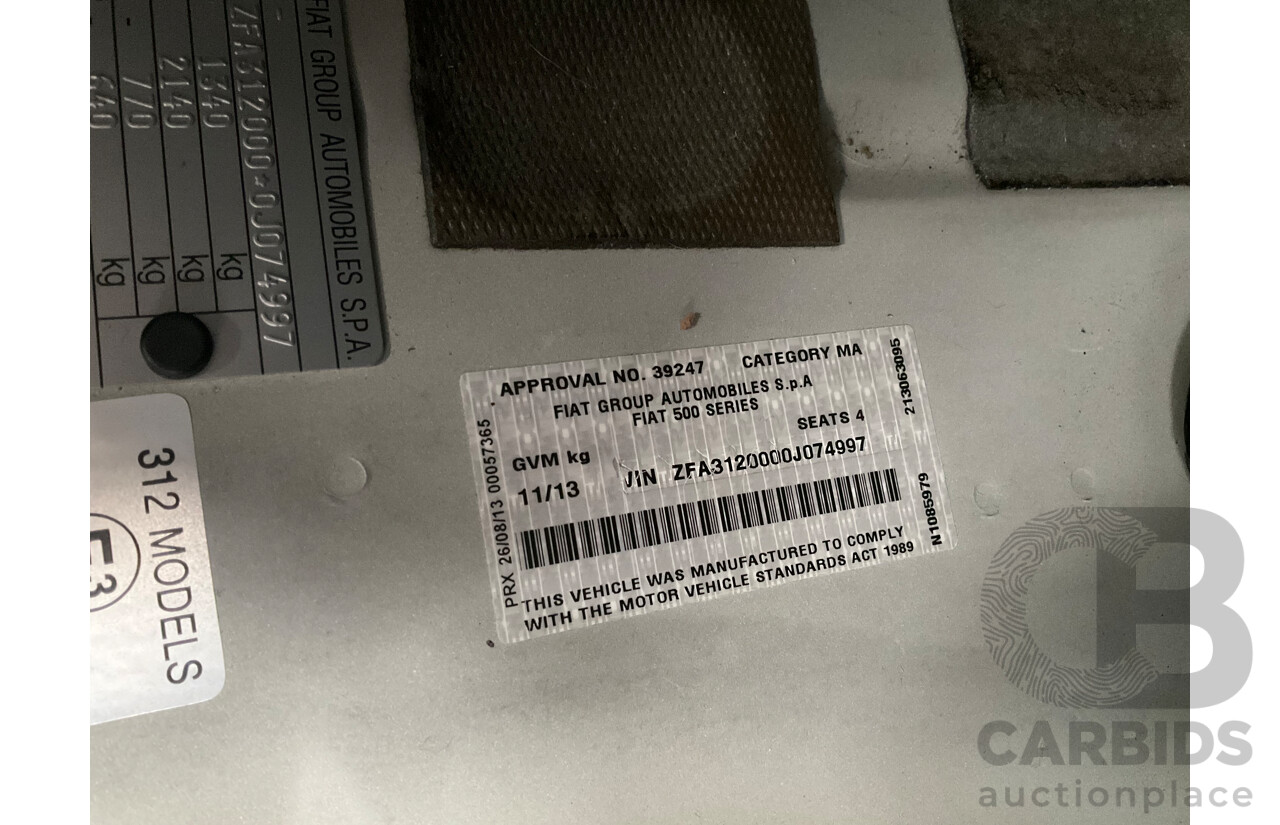 FIAT GROUP AUTOMOBILES S.P.A.
-
ZFA3120000J074997
1340 kg
2140 kg
- 770 kg
- 640 kg
312 MODELS
E3
APPROVAL NO. 39247 CATEGORY MA
FIAT GROUP AUTOMOBILES S.p.A
FIAT 500 SERIES
SEATS 4
GVM kg
VIN ZFA3120000J074997
11/13
THIS VEHICLE WAS MANUFACTURED TO COMPLY
WITH THE MOTOR VEHICLE STANDARDS ACT 1989
PRX 26/08/13 00057365
213063095
N1085979
CARBIDS
auctionplace